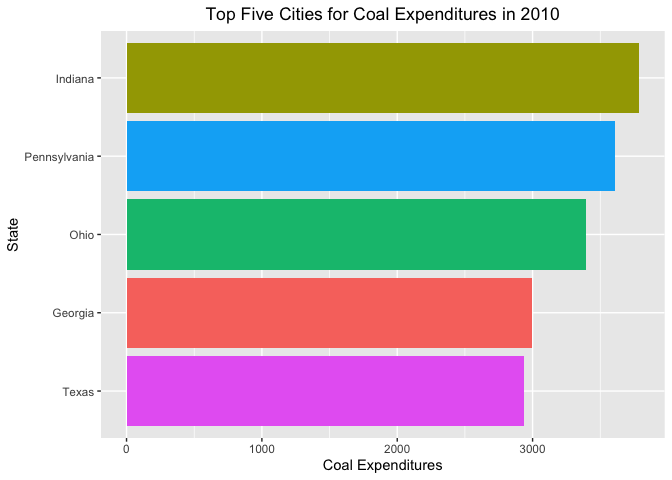 Top Five Cities for Coal Expenditures in 2010
State
Indiana
Pennsylvania
Ohio
Georgia
Texas
0 1000 2000 3000
Coal Expenditures